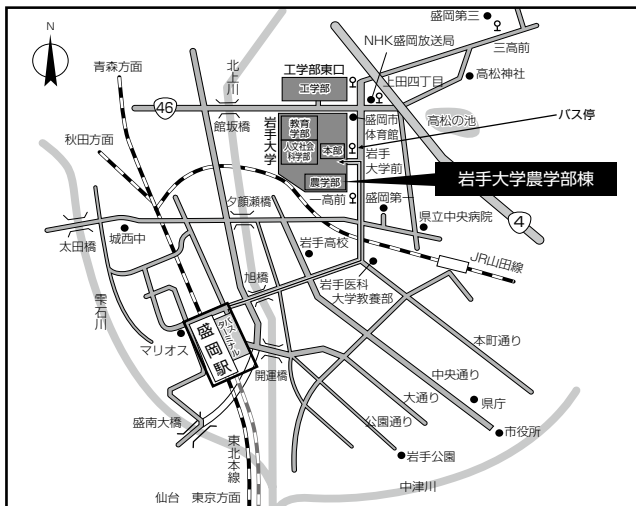 N
青森方面
秋田方面
北上川
46
館坂橋
工学部東口
工学部
NHK盛岡放送局
盛岡第三
三高前
上田四丁目
高松神社
高松の池
盛岡市
体育館
バス停
岩手大学
教育
学部
人文社会
科学部
本部
農学部
岩手
大学前
岩手大学農学部棟
一高前
盛岡第一
県立中央病院
4
夕顔瀬橋
太田橋
城西中
岩手高校
JR山田線
雫石川
旭橋
岩手医科
大学教養部
マリオス
盛岡駅
バス
ターミナル
開運橋
本町通り
中央通り
大通り
公園通り
県庁
市役所
岩手公園
盛南大橋
東北本線
中津川
仙台 東京方面